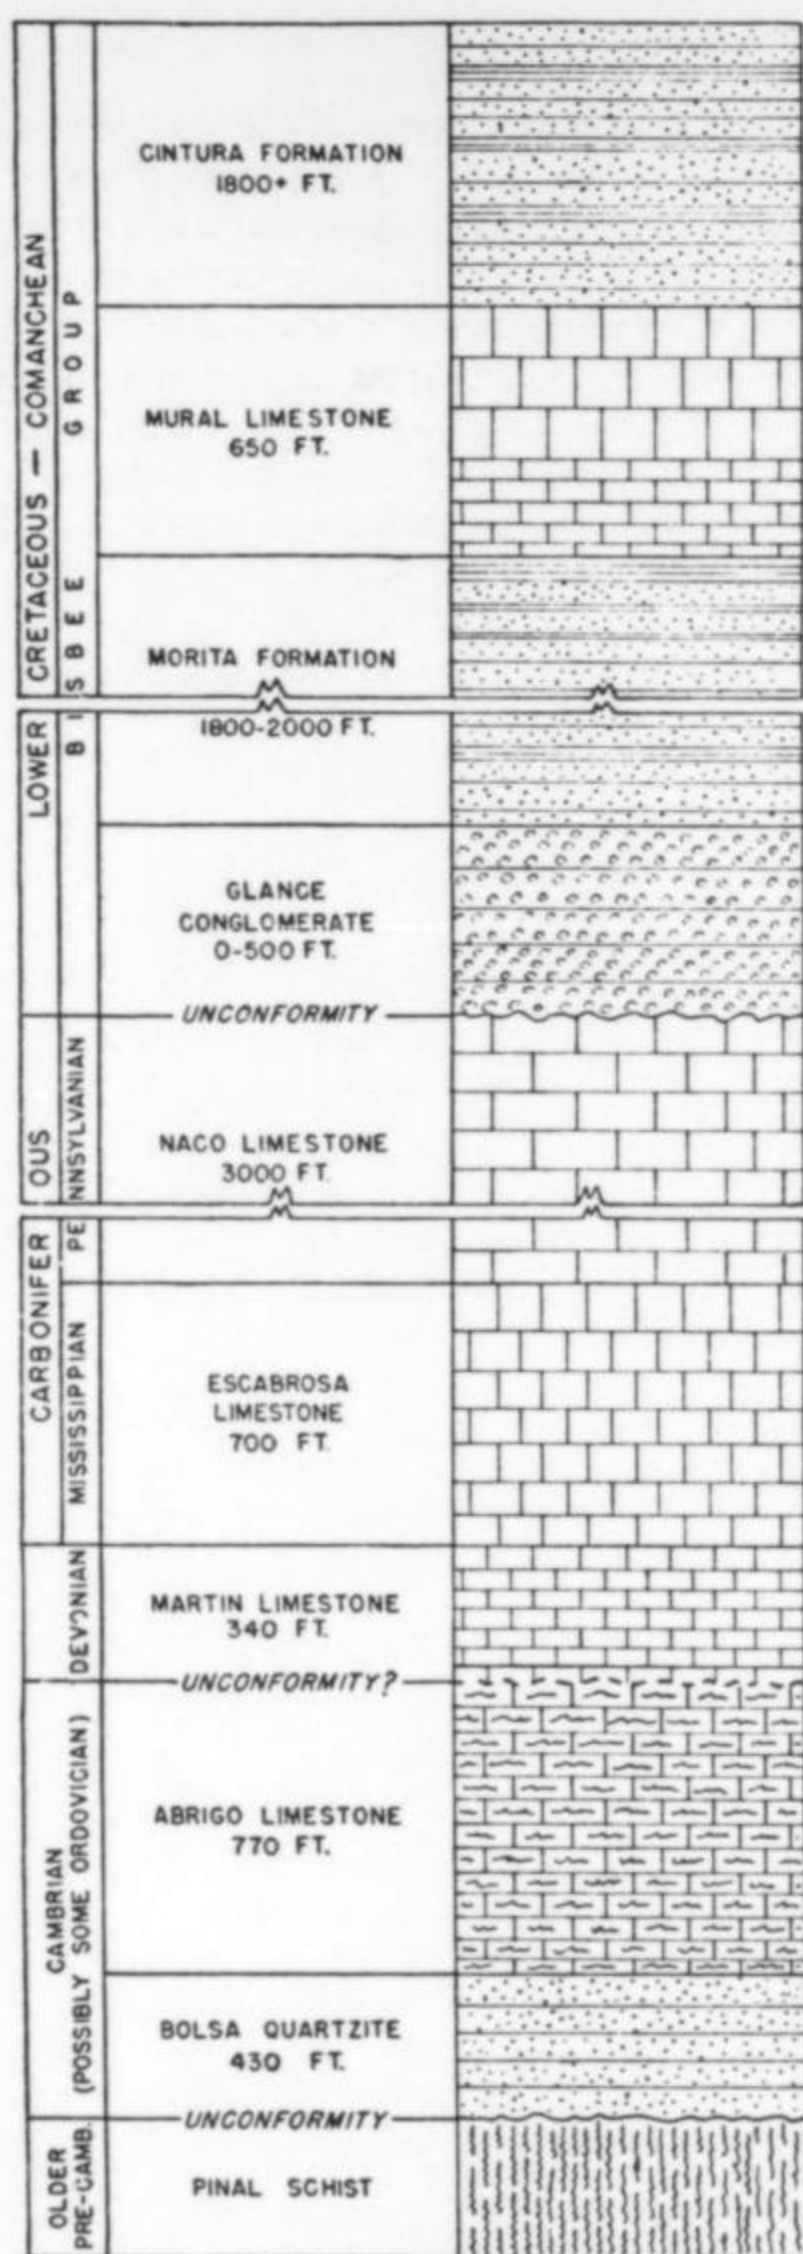 LOWER CRETACEOUS — COMANCHEAN
BISBEE GROUP
CINTURA FORMATION
1800+ FT.
MURAL LIMESTONE
650 FT.
MORITA FORMATION
1800-2000 FT.
GLANCE
CONGLOMERATE
0-500 FT.
UNCONFORMITY
CARBONIFEROUS
PENNSYLVANIAN
NACO LIMESTONE
3000 FT.
MISSISSIPPIAN
ESCABROSA
LIMESTONE
700 FT.
DEVONIAN
MARTIN LIMESTONE
340 FT.
UNCONFORMITY?
CAMBRIAN
(POSSIBLY SOME ORDOVICIAN)
ABRIGO LIMESTONE
770 FT.
BOLSA QUARTZITE
430 FT.
UNCONFORMITY
OLDER
PRE-CAMB.
PINAL SCHIST